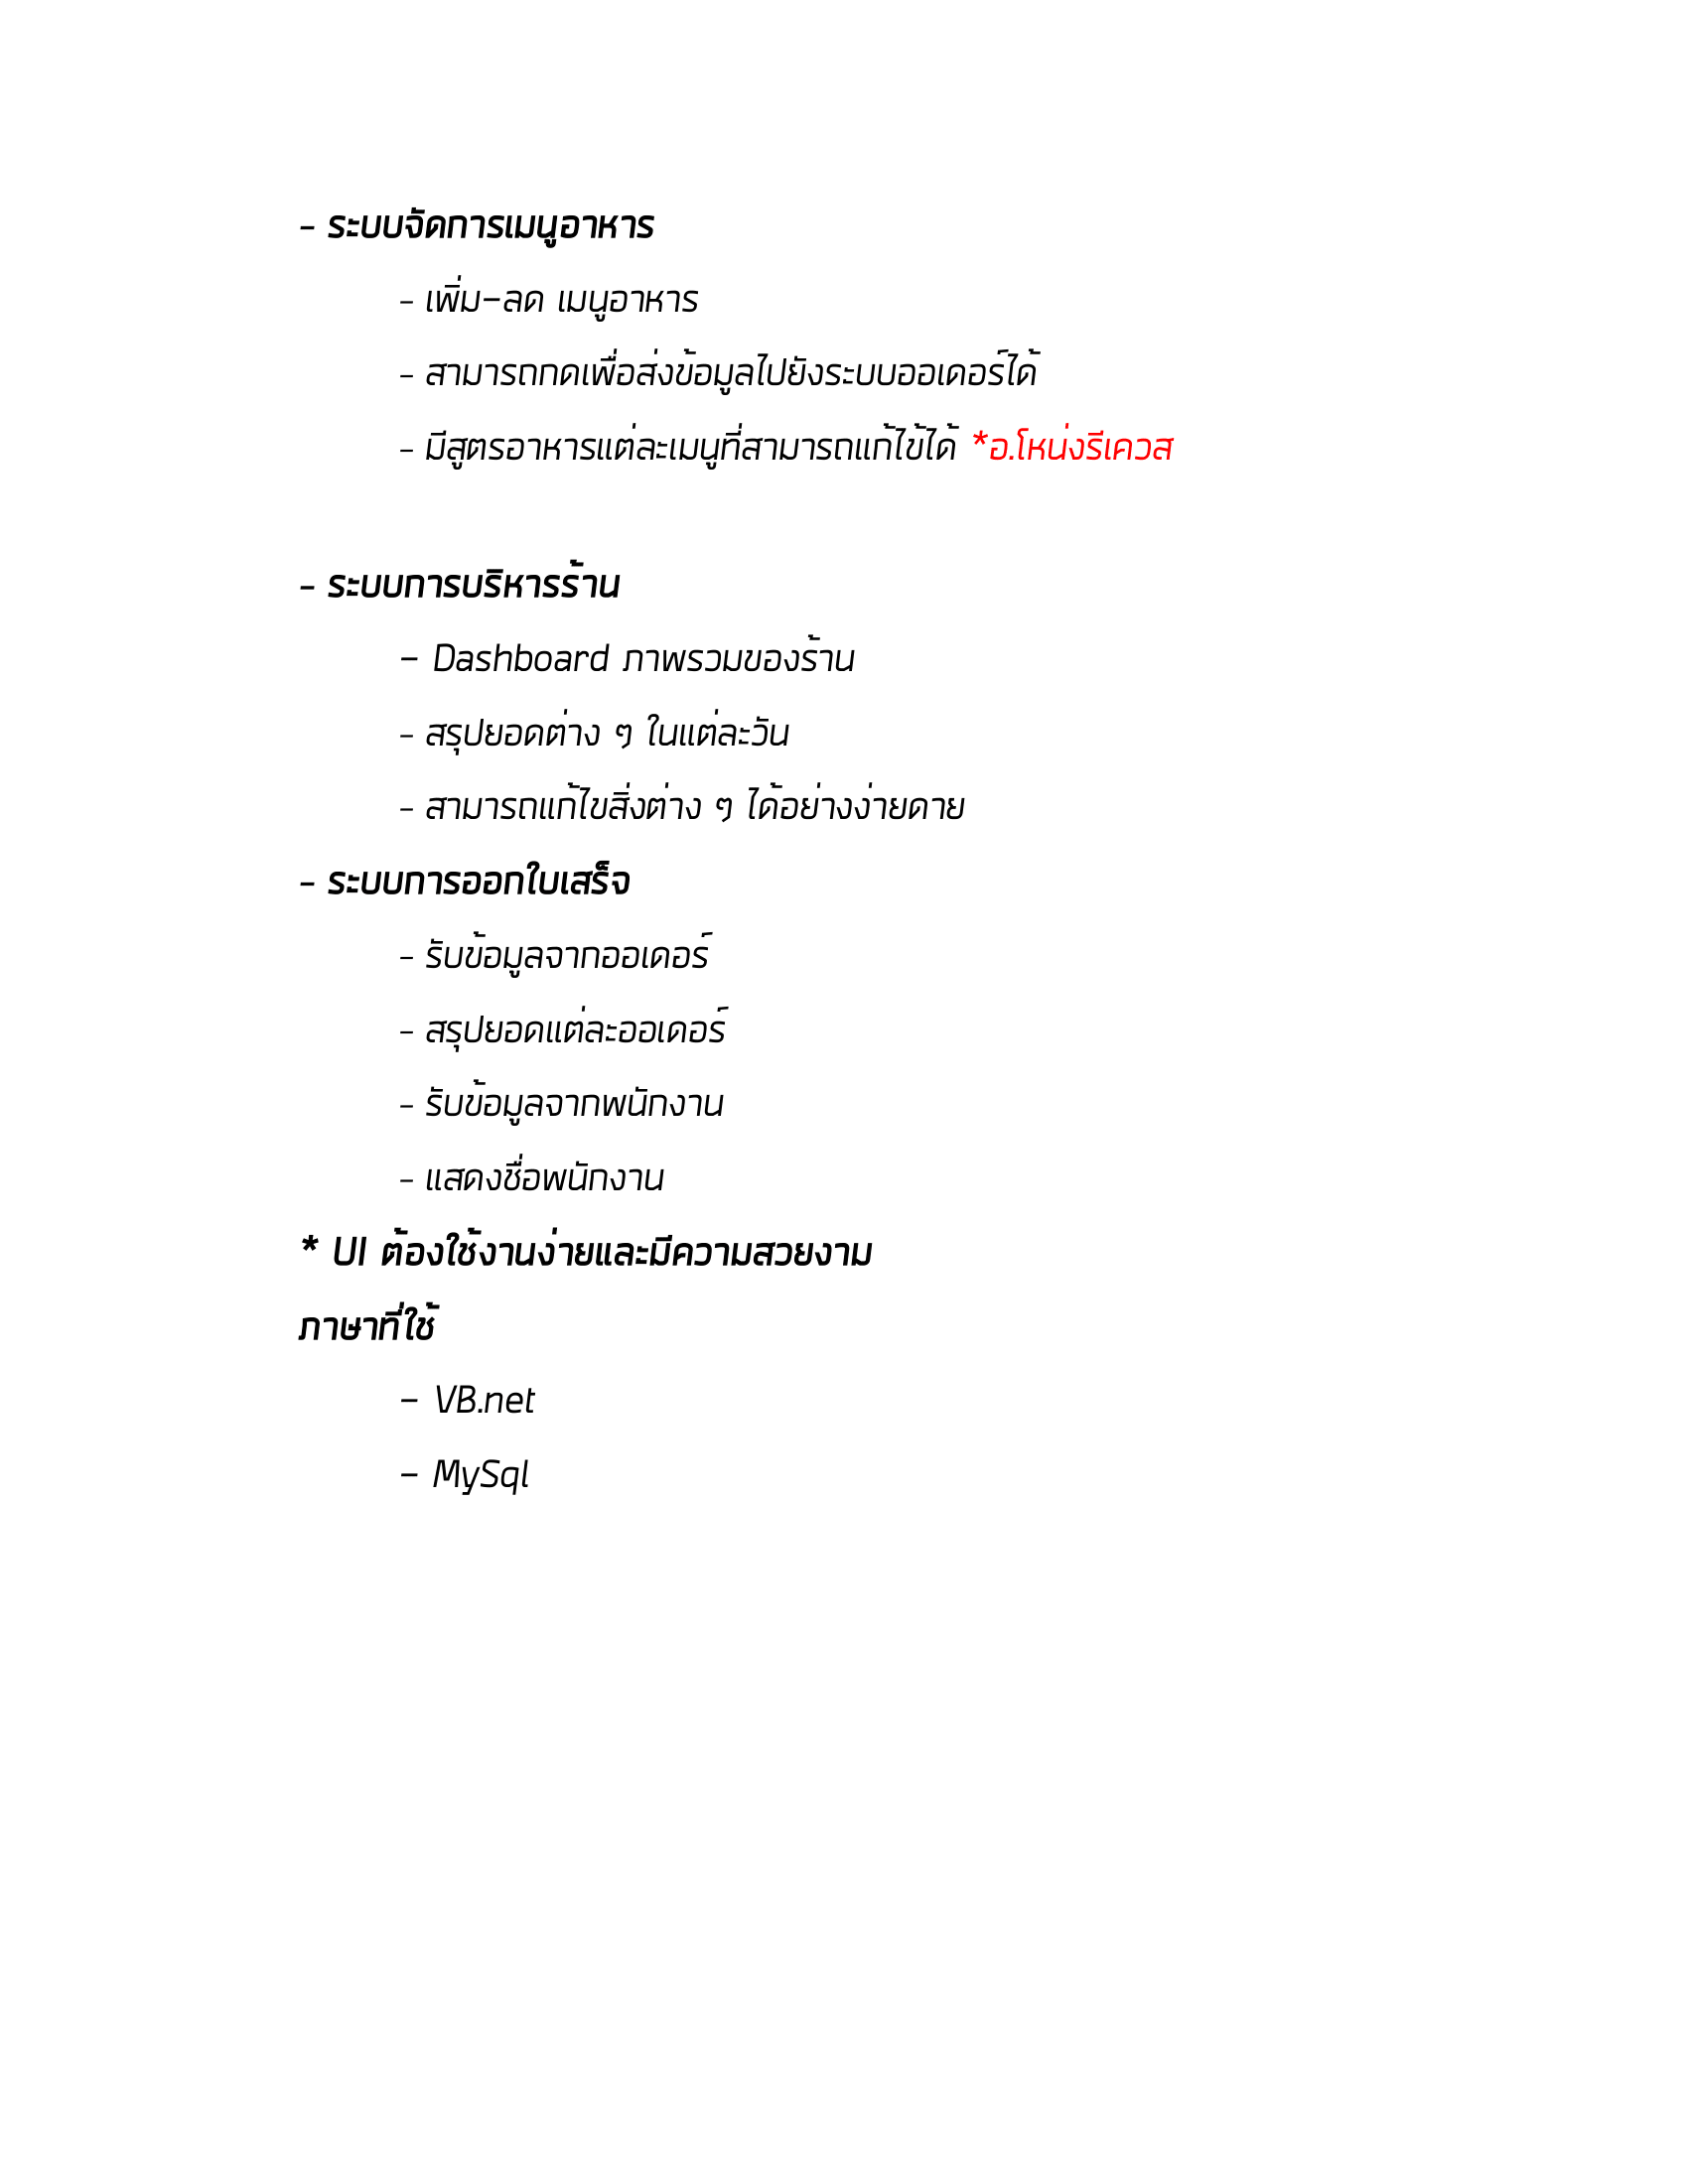 - ระบบจัดการเมนูอาหาร
- เพิ่ม-ลด เมนูอาหาร
- สามารถกดเพื่อส่งข้อมูลไปยังระบบออเดอร์ได้
- มีสูตรอาหารแต่ละเมนูที่สามารถแก้ไข้ได้ *อ.โหน่งรีเควส
- ระบบการบริหารร้าน
- Dashboard ภาพรวมของร้าน
- สรุปยอดต่าง ๆ ในแต่ละวัน
- สามารถแก้ไขสิ่งต่าง ๆ ได้อย่างง่ายดาย
- ระบบการออกใบเสร็จ
- รับข้อมูลจากออเดอร์
- สรุปยอดแต่ละออเดอร์
- รับข้อมูลจากพนักงาน
- แสดงชื่อพนักงาน
* UI ต้องใช้งานง่ายและมีความสวยงาม
ภาษาที่ใช้
- VB.net
- MySql